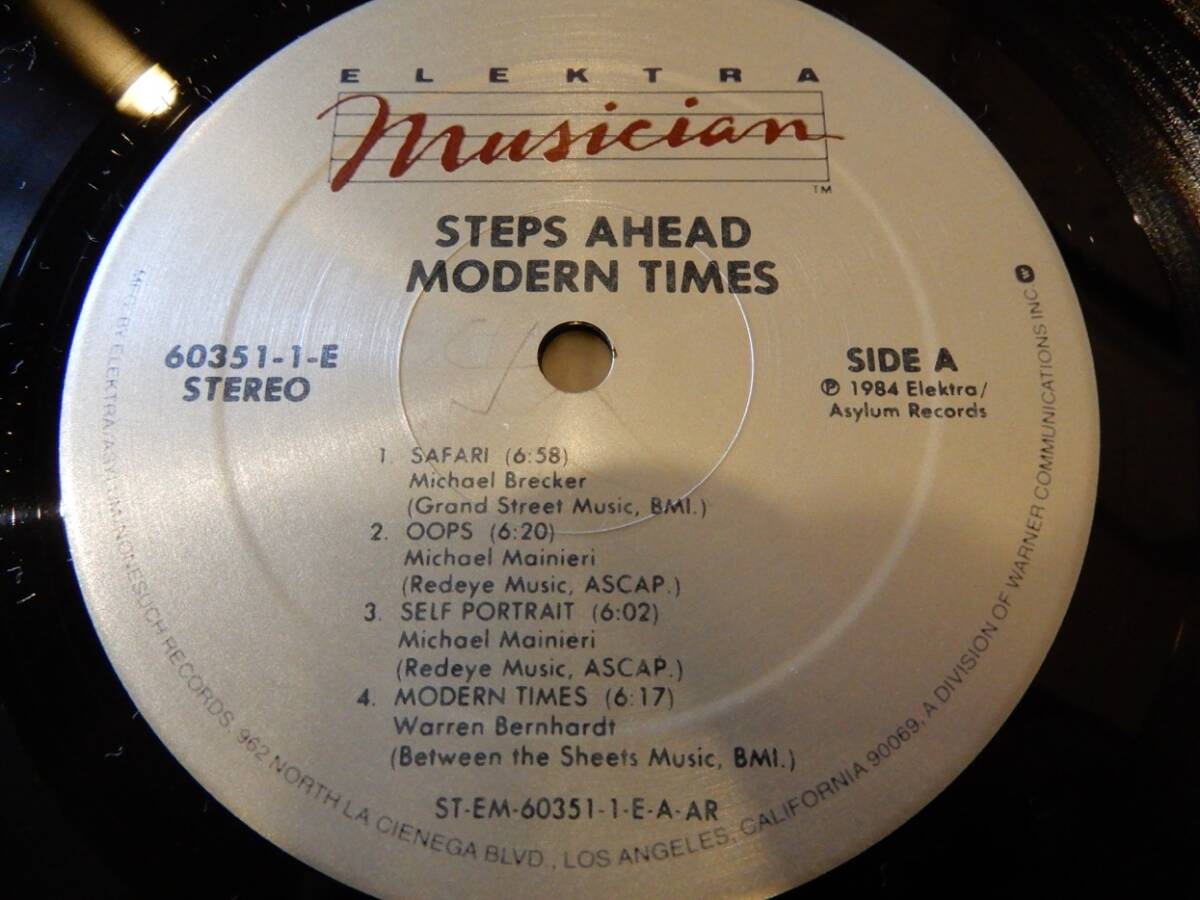 ELEKTRA
Musician
TM
STEPS AHEAD
MODERN TIMES
60351-1-E
STEREO
SIDE A
℗ 1984 Elektra/
Asylum Records
1. SAFARI (6:58)
Michael Brecker
(Grand Street Music, BMI.)
2. OOPS (6:20)
Michael Mainieri
(Redeye Music, ASCAP.)
3. SELF PORTRAIT (6:02)
Michael Mainieri
(Redeye Music, ASCAP.)
4. MODERN TIMES (6:17)
Warren Bernhardt
(Between the Sheets Music, BMI.)
ST-EM-60351-1-E-A-AR
MFG. BY ELEKTRA/ASYLUM/NONESUCH RECORDS, 962 NORTH LA CIENEGA BLVD., LOS ANGELES, CALIFORNIA 90069, A DIVISION OF WARNER COMMUNICATIONS INC.